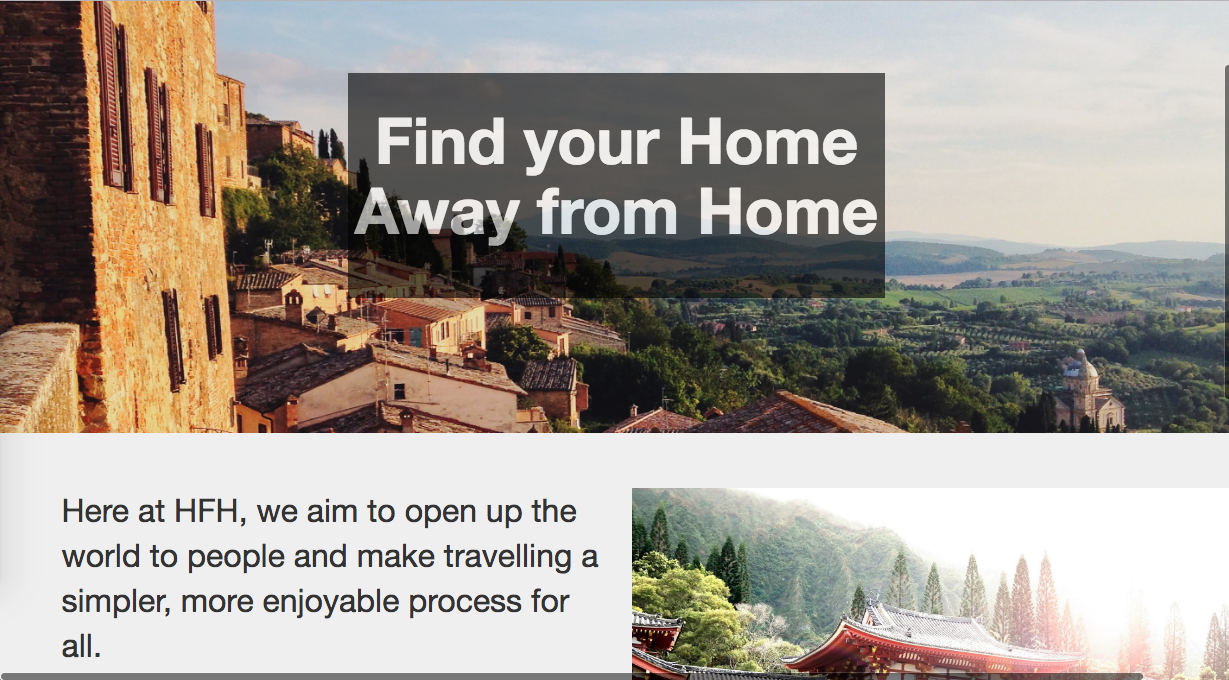 Find your Home
Away from Home
Here at HFH, we aim to open up the
world to people and make travelling a
simpler, more enjoyable process for
all.